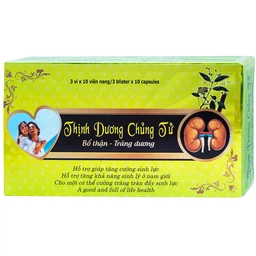 3 vỉ x 10 viên nang/3 blister x 10 capsules
Thịnh Dương Chủng Tử
Bổ thận - Tráng dương
Hỗ trợ giúp tăng cường sinh lực
Hỗ trợ tăng khả năng sinh lý ở nam giới
Cho một cơ thể cường tráng tràn đầy sinh lực
A good and full of life health